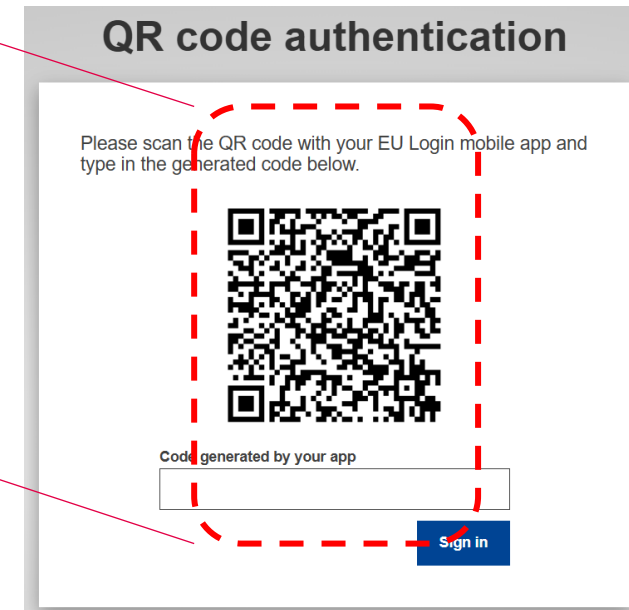 QR code authentication
Please scan the QR code with your EU Login mobile app and
type in the generated code below.
Code generated by your app
Sign in